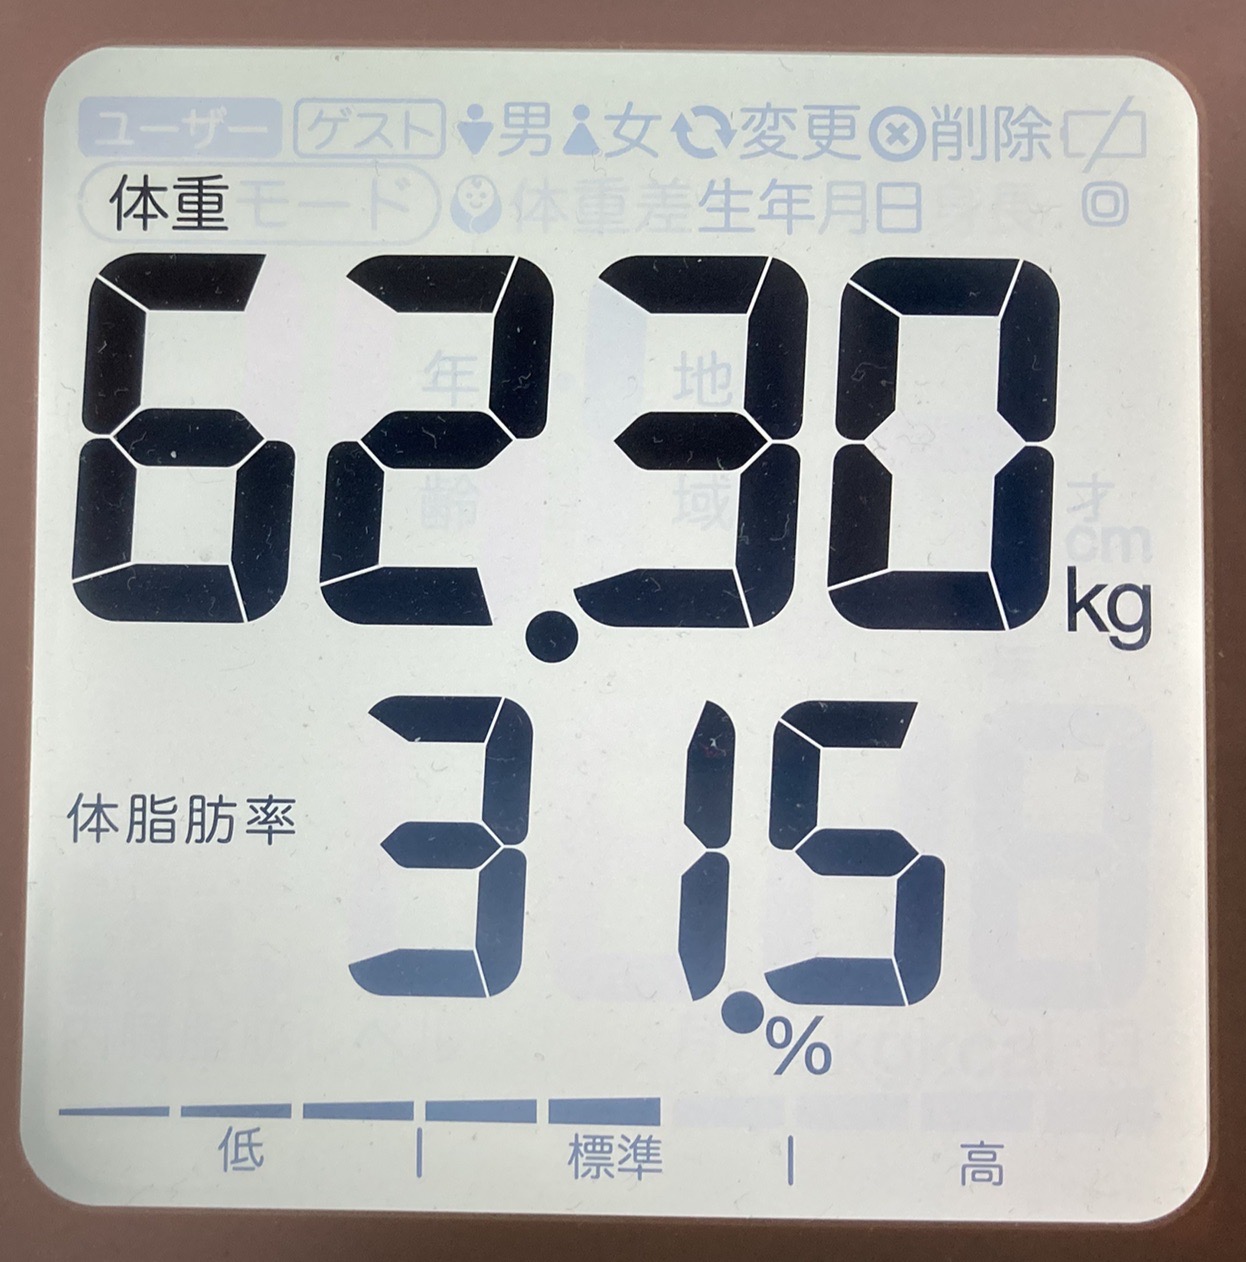 ユーザー ゲスト 男 女 変更 削除
体重モード 体重差 生年月日 身長
62.30 kg
年齢
地域
才
cm
体脂肪率 31.5 %
低 標準 高